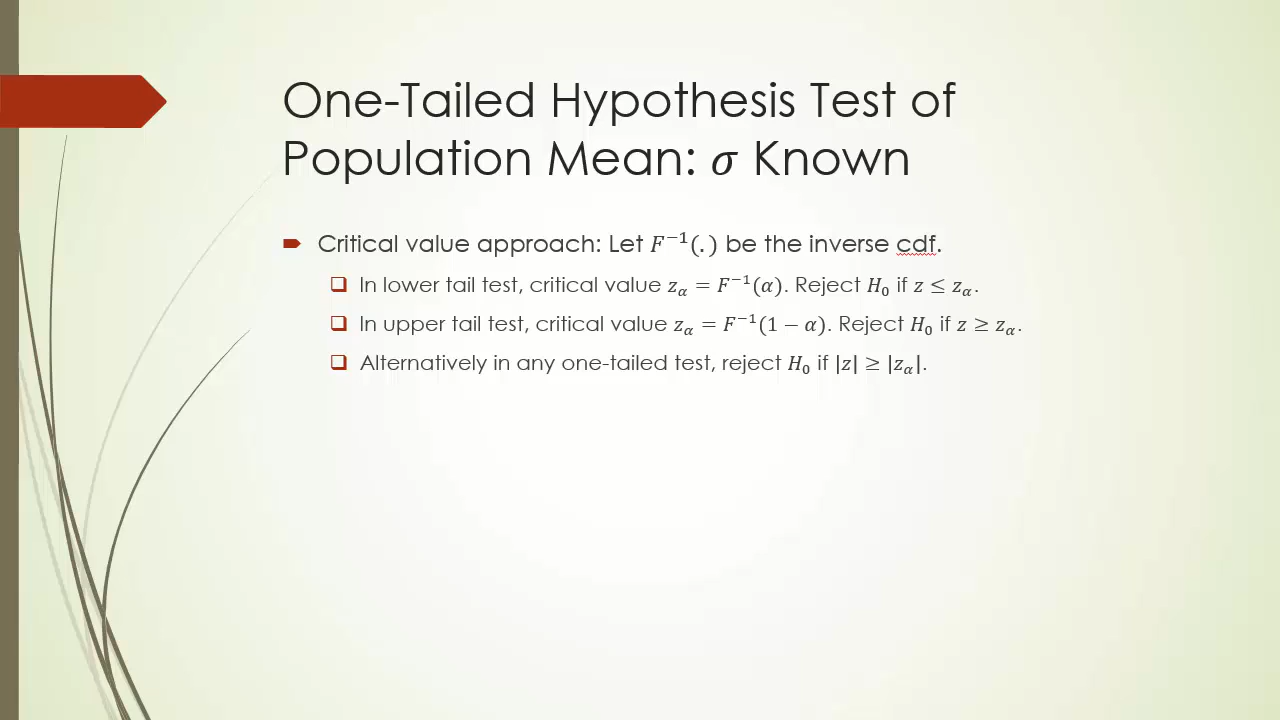 One-Tailed Hypothesis Test of
Population Mean: 𝜎 Known
Critical value approach: Let 𝐹⁻¹(.) be the inverse cdf.
In lower tail test, critical value 𝑧_𝛼 = 𝐹⁻¹(𝛼). Reject 𝐻₀ if 𝑧 ≤ 𝑧_𝛼.
In upper tail test, critical value 𝑧_𝛼 = 𝐹⁻¹(1 − 𝛼). Reject 𝐻₀ if 𝑧 ≥ 𝑧_𝛼.
Alternatively in any one-tailed test, reject 𝐻₀ if |𝑧| ≥ |𝑧_𝛼|.